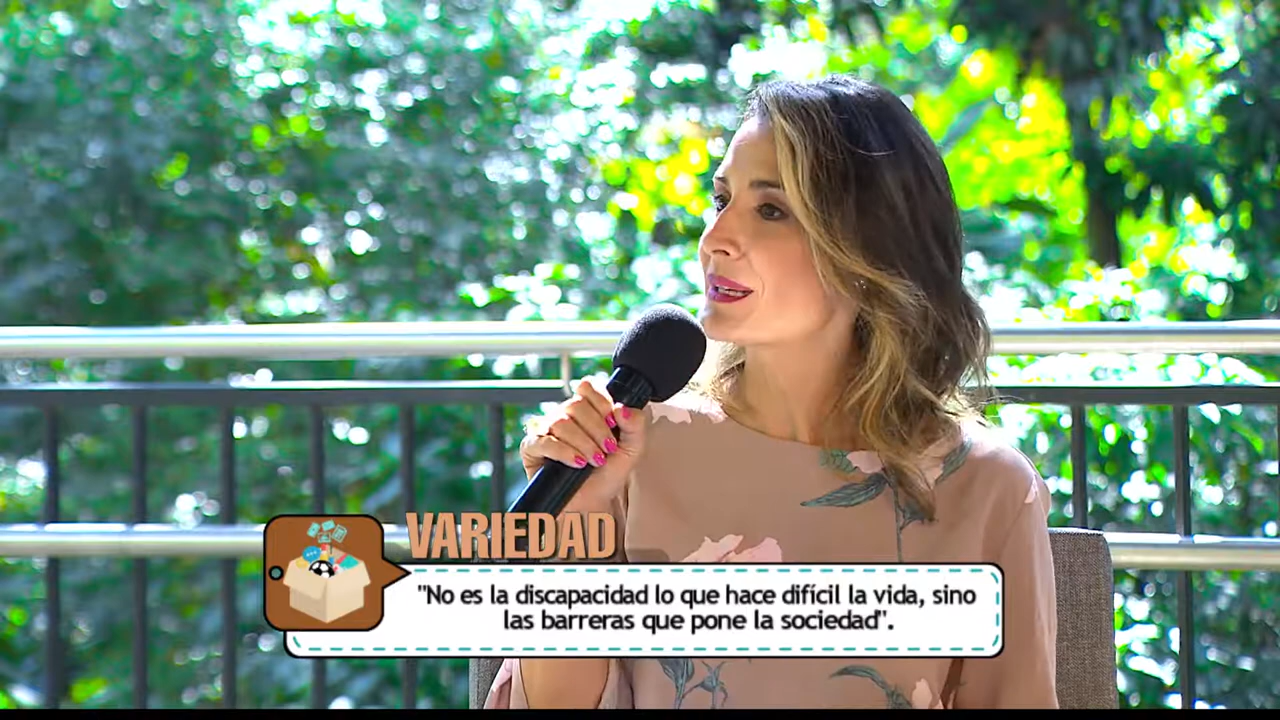 VARIEDAD
"No es la discapacidad lo que hace difícil la vida, sino
las barreras que pone la sociedad".